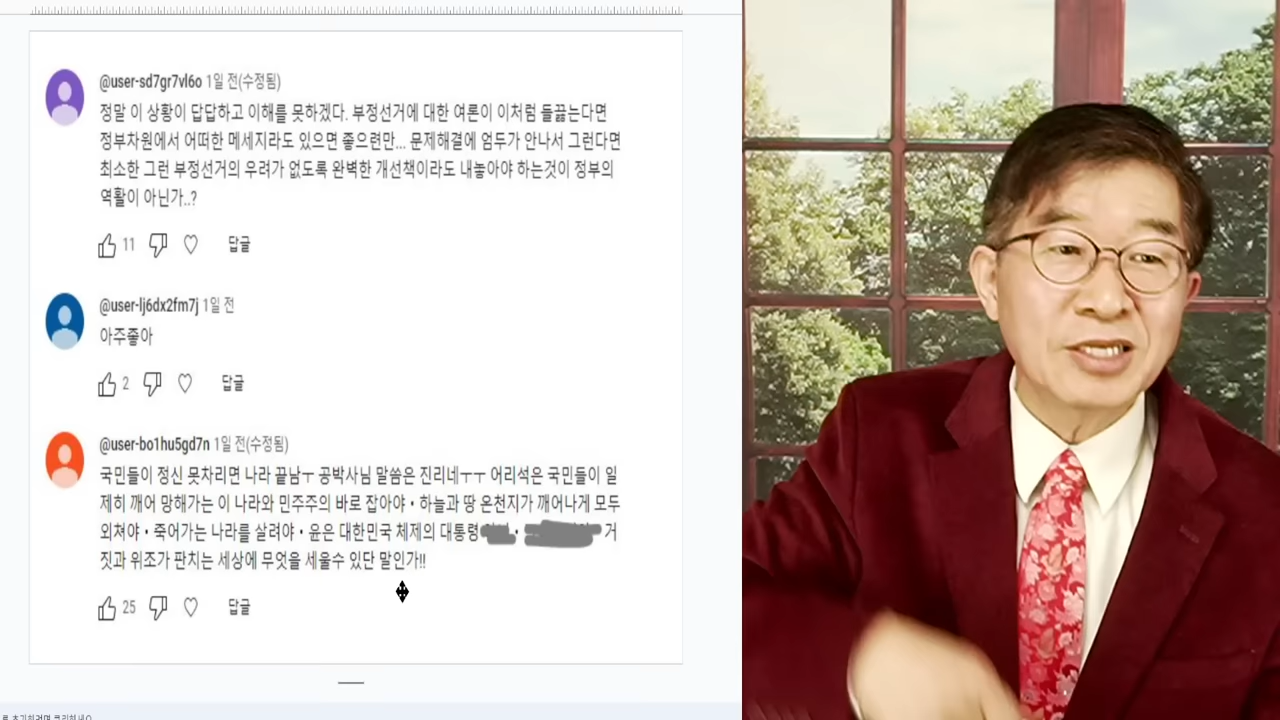 @user-sd7gr7vl6o 1일 전(수정됨)
정말 이 상황이 답답하고 이해를 못하겠다. 부정선거에 대한 여론이 이처럼 들끓는다면
정부차원에서 어떠한 메세지라도 있으면 좋으련만... 문제해결에 엄두가 안나서 그런다면
최소한 그런 부정선거의 우려가 없도록 완벽한 개선책이라도 내놓아야 하는것이 정부의
역활이 아닌가..?
11 답글
@user-lj6dx2fm7j 1일 전
아주좋아
2 답글
@user-bo1hu5gd7n 1일 전(수정됨)
국민들이 정신 못차리면 나라 끝남ㅜ 공박사님 말씀은 진리네ㅜㅜ 어리석은 국민들이 일
제히 깨어 망해가는 이 나라와 민주주의 바로 잡아야・하늘과 땅 온천지가 깨어나게 모두
외쳐야・죽어가는 나라를 살려야・윤은 대한민국 체제의 대통령 ・ 거
짓과 위조가 판치는 세상에 무엇을 세울수 있단 말인가!!
25 답글